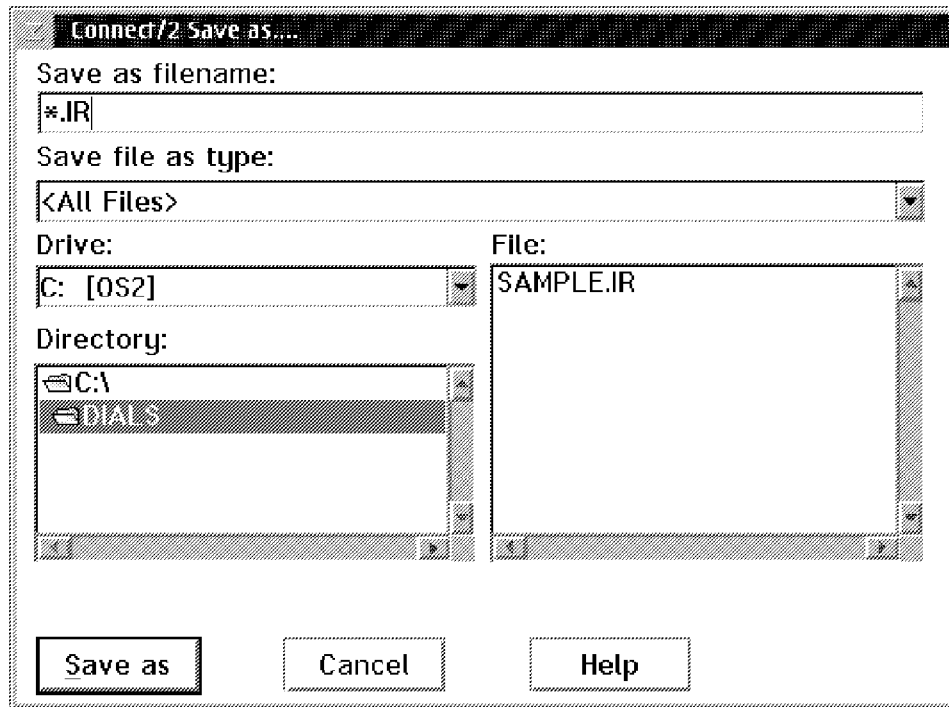 Connect/2 Save as....
Save as filename:
*.IR
Save file as type:
<All Files>
Drive:
C: [OS2]
File:
SAMPLE.IR
Directory:
C:\
DIALS
Save as
Cancel
Help